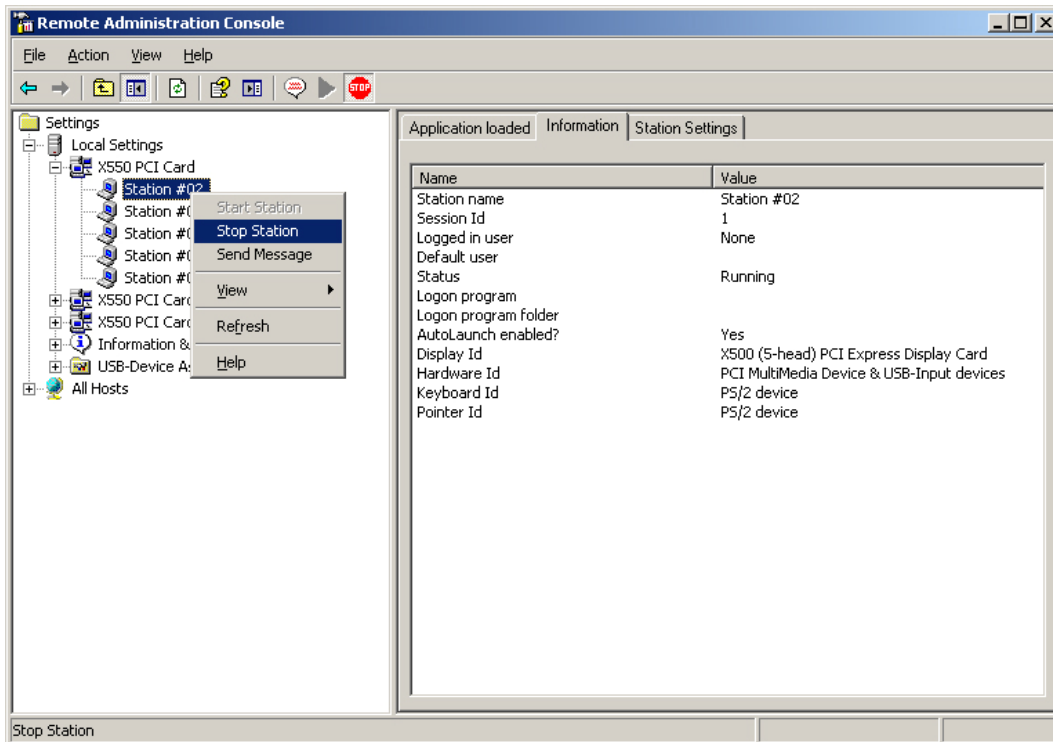 Remote Administration Console
File Action View Help
STOP
Settings
Local Settings
X550 PCI Card
Station #02
Station #
Station #
Station #
Station #
X550 PCI Card
X550 PCI
Information &
USB-Device
All Hosts
Start Station
Stop Station
Send Message
View
Refresh
Help
Application loaded Information Station Settings
Name Value
Station name Station #02
Session Id 1
Logged in user None
Default user
Status Running
Logon program
Logon program folder
AutoLaunch enabled? Yes
Display Id X500 (5-head) PCI Express Display Card
Hardware Id PCI MultiMedia Device & USB-Input devices
Keyboard Id PS/2 device
Pointer Id PS/2 device
Stop Station